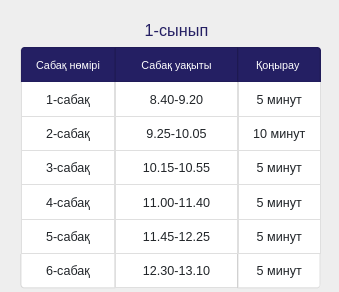 1-сынып
Сабақ нөмірі Сабақ уақыты Қоңырау
1-сабақ 8.40-9.20 5 минут
2-сабақ 9.25-10.05 10 минут
3-сабақ 10.15-10.55 5 минут
4-сабақ 11.00-11.40 5 минут
5-сабақ 11.45-12.25 5 минут
6-сабақ 12.30-13.10 5 минут